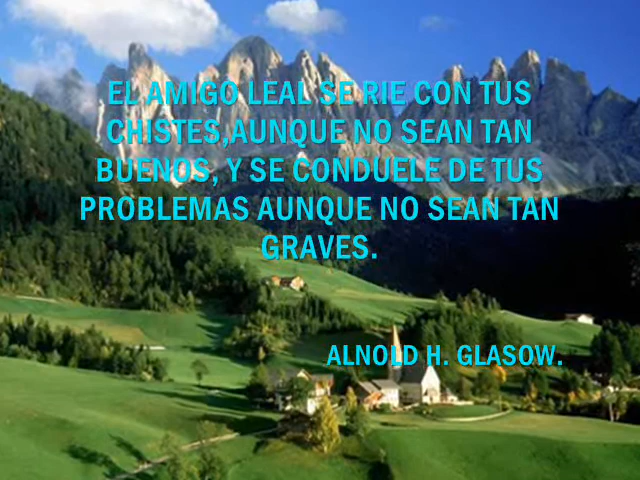 EL AMIGO LEAL SE RIE CON TUS
CHISTES,AUNQUE NO SEAN TAN
BUENOS, Y SE CONDUELE DE TUS
PROBLEMAS AUNQUE NO SEAN TAN
GRAVES.
ALNOLD H. GLASOW.